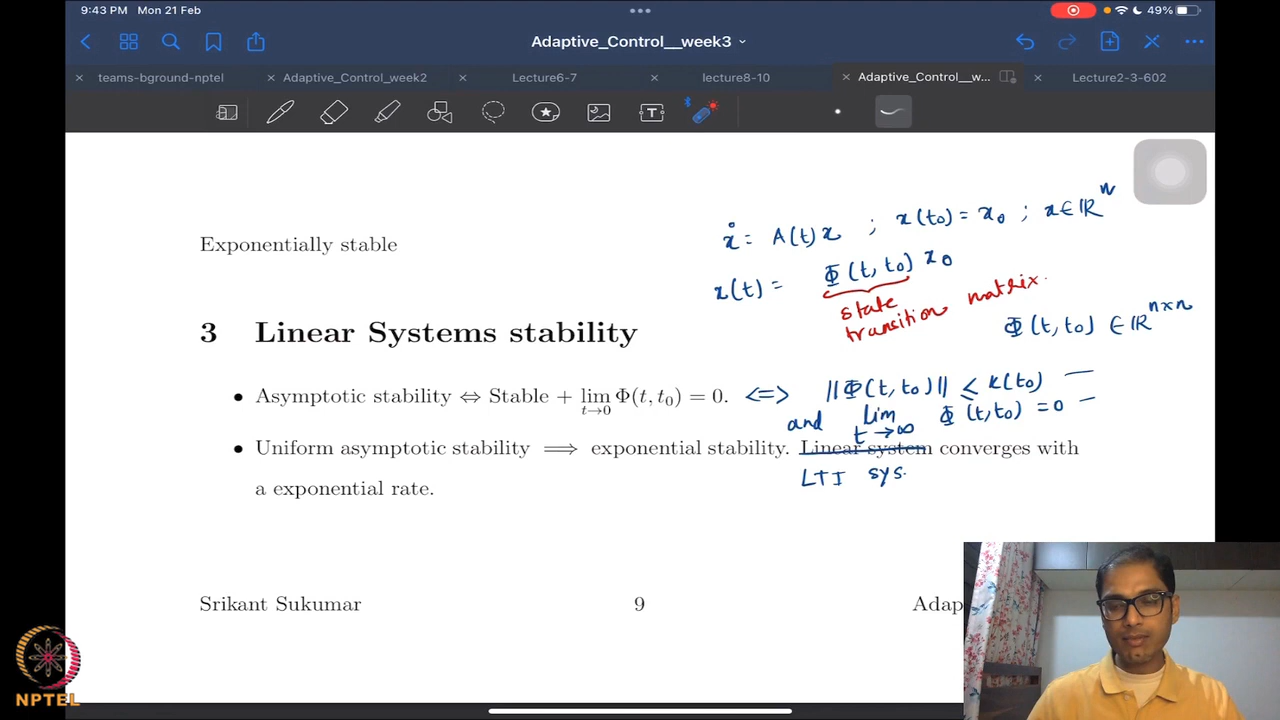 9:43 PM Mon 21 Feb
49%
Adaptive_Control__week3
teams-bground-nptel
Adaptive_Control_week2
Lecture6-7
lecture8-10
Adaptive_Control__w...
Lecture2-3-602
ẋ = A(t) x ; x(t₀) = x₀ ; x ∈ ℝⁿ
Exponentially stable
x(t) = Φ(t, t₀) x₀
state transition matrix.
Φ(t, t₀) ∈ ℝⁿˣⁿ
3 Linear Systems stability
• Asymptotic stability ⇔ Stable + lim t→0 Φ(t, t₀) = 0. <=> ||Φ(t, t₀)|| ≤ K(t₀)
and lim t→∞ Φ(t, t₀) = 0
• Uniform asymptotic stability ⟹ exponential stability. Linear system converges with
LTI sys.
a exponential rate.
Srikant Sukumar 9 Adap
NPTEL